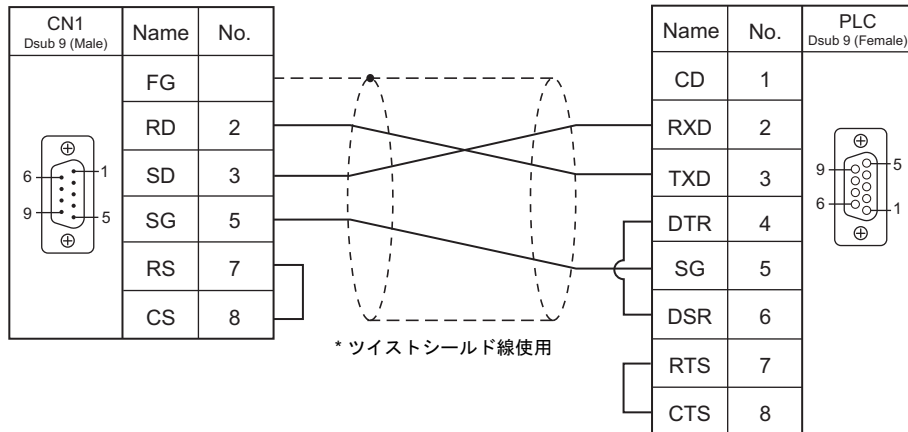 CN1
Dsub 9 (Male)
Name No.
FG
RD 2
SD 3
SG 5
RS 7
CS 8
1
6
9
5
* ツイストシールド線使用
Name No.
PLC
Dsub 9 (Female)
CD 1
RXD 2
TXD 3
DTR 4
SG 5
DSR 6
RTS 7
CTS 8
5
9
6
1